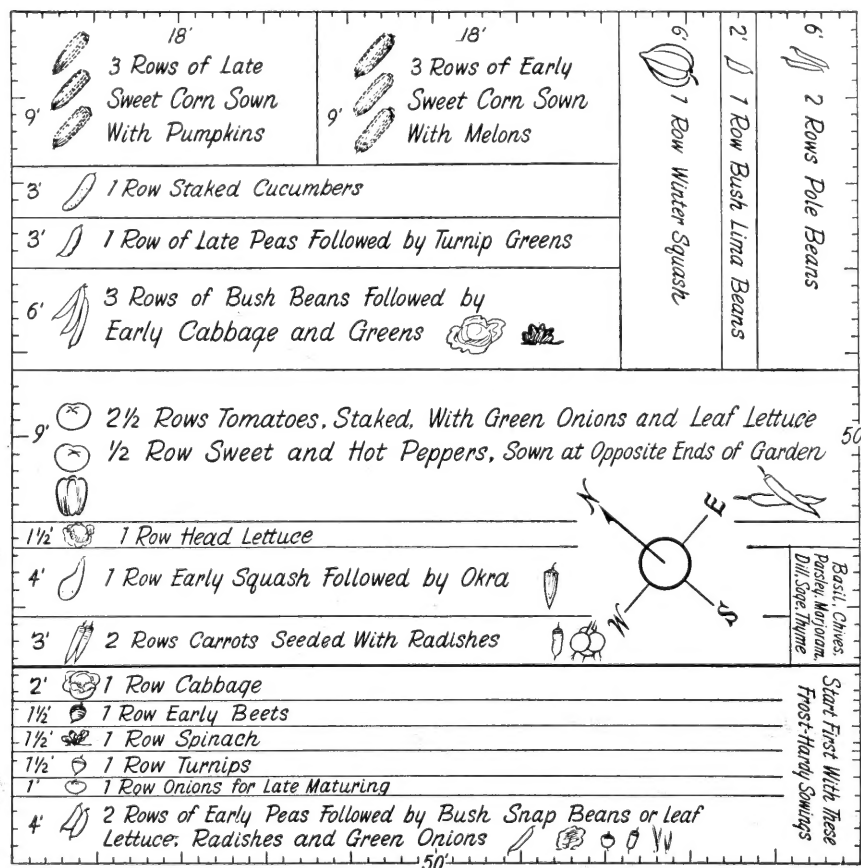 18'
3 Rows of Late
Sweet Corn Sown
With Pumpkins
9'
18'
3 Rows of Early
Sweet Corn Sown
With Melons
9'
6'
1 Row Winter Squash
2'
1 Row Bush Lima Beans
6'
2 Rows Pole Beans
3' 1 Row Staked Cucumbers
3' 1 Row of Late Peas Followed by Turnip Greens
6' 3 Rows of Bush Beans Followed by
Early Cabbage and Greens
9' 2½ Rows Tomatoes, Staked, With Green Onions and Leaf Lettuce
½ Row Sweet and Hot Peppers, Sown at Opposite Ends of Garden
50
N
E
W
S
1½' 1 Row Head Lettuce
4' 1 Row Early Squash Followed by Okra
3' 2 Rows Carrots Seeded With Radishes
Basil, Chives,
Parsley, Marjoram,
Dill, Sage, Thyme
2' 1 Row Cabbage
1½' 1 Row Early Beets
1½' 1 Row Spinach
1½' 1 Row Turnips
1' 1 Row Onions for Late Maturing
4' 2 Rows of Early Peas Followed by Bush Snap Beans or Leaf
Lettuce, Radishes and Green Onions
Start First With These
Frost-Hardy Sowings
50'